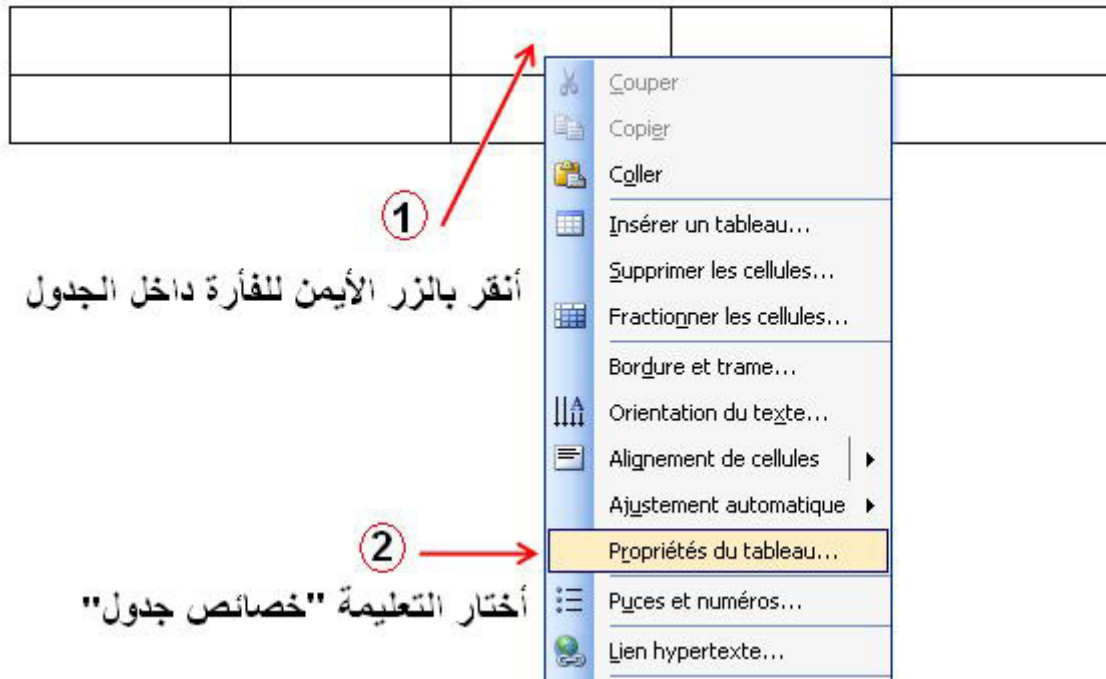 Couper
Copier
Coller
1
Insérer un tableau...
أنقر بالزر الأيمن للفأرة داخل الجدول
Supprimer les cellules...
Fractionner les cellules...
Bordure et trame...
Orientation du texte...
Alignement de cellules
Ajustement automatique
2
Propriétés du tableau...
أختار التعليمة "خصائص جدول"
Puces et numéros...
Lien hypertexte...